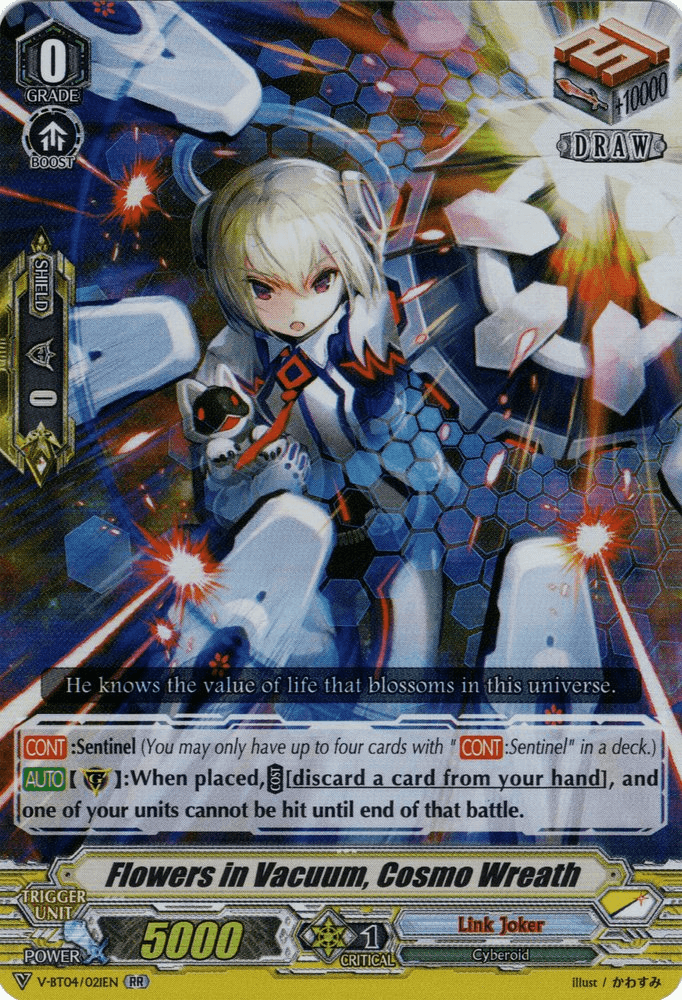 0
GRADE
BOOST
+10000
DRAW
SHIELD
0
He knows the value of life that blossoms in this universe.
CONT:Sentinel (You may only have up to four cards with "CONT:Sentinel" in a deck.)
AUTO【G】:When placed, COST[discard a card from your hand], and
one of your units cannot be hit until end of that battle.
Flowers in Vacuum, Cosmo Wreath
TRIGGER
UNIT
POWER 5000
1
CRITICAL
Link Joker
Cyberoid
V-BT04/021EN RR
illust / かわすみ